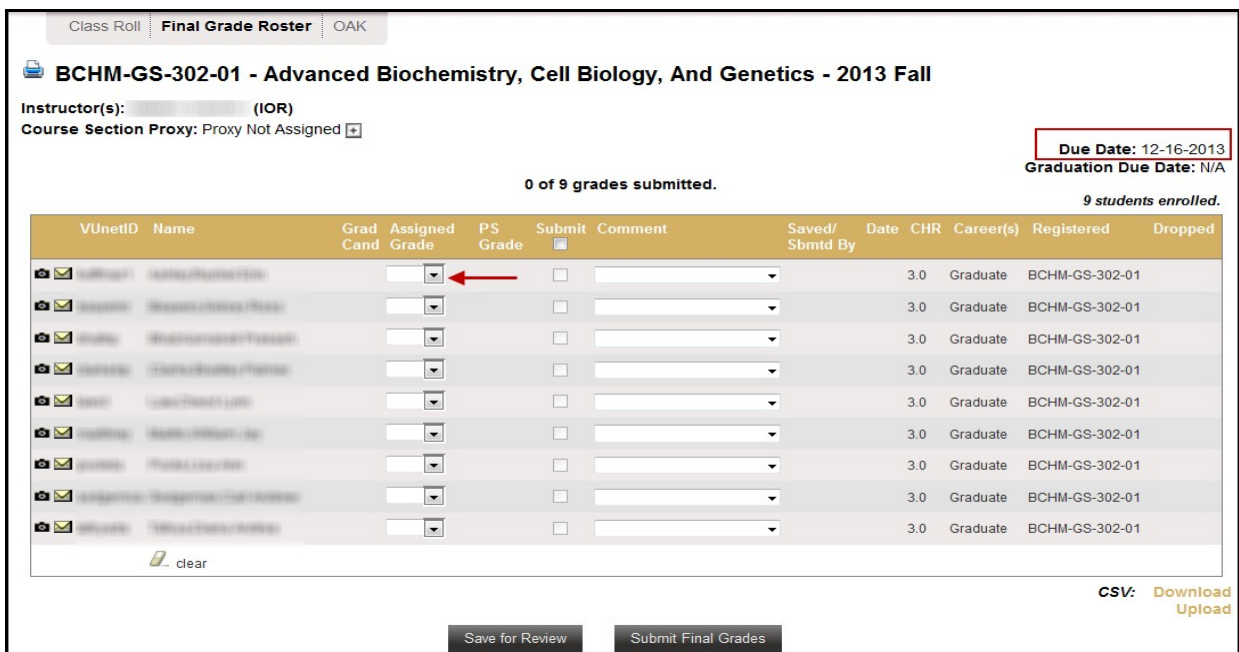 Class Roll Final Grade Roster OAK
BCHM-GS-302-01 - Advanced Biochemistry, Cell Biology, And Genetics - 2013 Fall
Instructor(s): (IOR)
Course Section Proxy: Proxy Not Assigned
Due Date: 12-16-2013
Graduation Due Date: N/A
0 of 9 grades submitted.
9 students enrolled.
VUnetID Name Grad Cand Assigned Grade PS Grade Submit Comment Saved/ Sbmtd By Date CHR Career(s) Registered Dropped
3.0 Graduate BCHM-GS-302-01
3.0 Graduate BCHM-GS-302-01
3.0 Graduate BCHM-GS-302-01
3.0 Graduate BCHM-GS-302-01
3.0 Graduate BCHM-GS-302-01
3.0 Graduate BCHM-GS-302-01
3.0 Graduate BCHM-GS-302-01
3.0 Graduate BCHM-GS-302-01
3.0 Graduate BCHM-GS-302-01
clear
CSV: Download
Upload
Save for Review Submit Final Grades